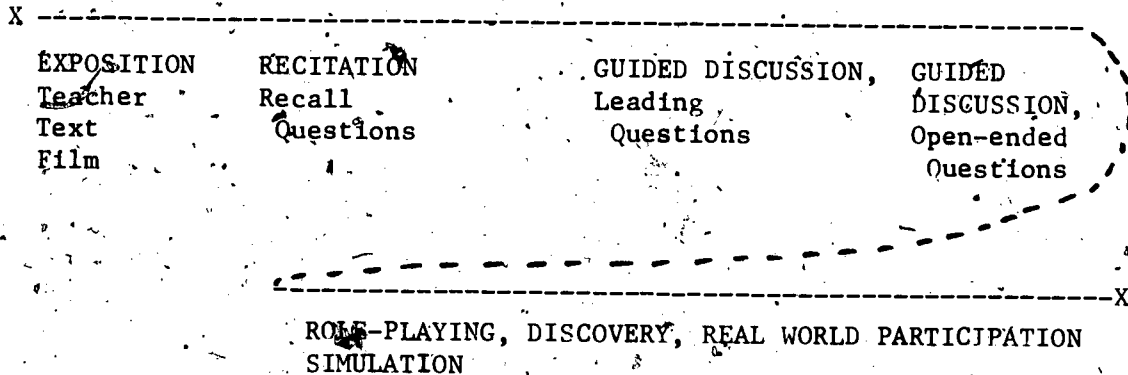 X
EXPOSITION RECITATION GUIDED DISCUSSION, GUIDED
Teacher Recall Leading DISCUSSION,
Text Questions Questions Open-ended
Film Questions
X
ROLE-PLAYING, DISCOVERY, REAL WORLD PARTICIPATION
SIMULATION